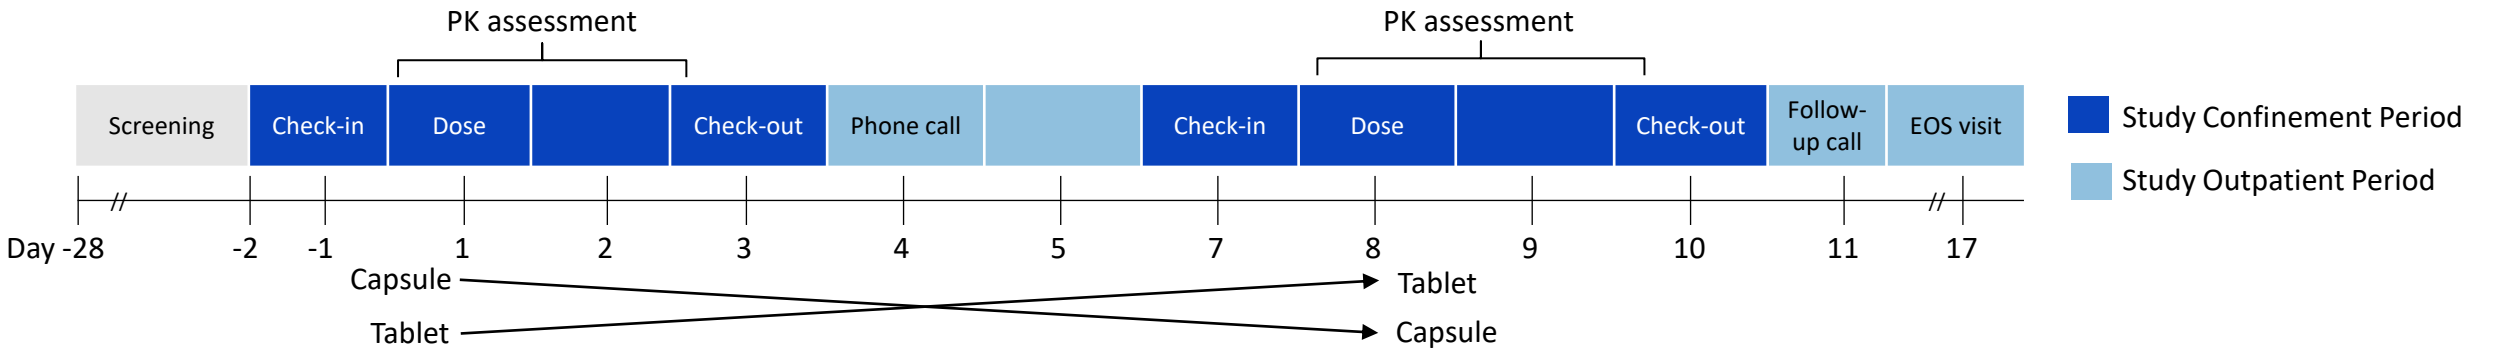 PK assessment
PK assessment
Screening
Check-in
Dose
Check-out
Phone call
Check-in
Dose
Check-out
Follow-
up call
EOS visit
Study Confinement Period
Study Outpatient Period
// //
Day -28 -2 -1 1 2 3 4 5 7 8 9 10 11 17
Capsule
Tablet
Tablet
Capsule